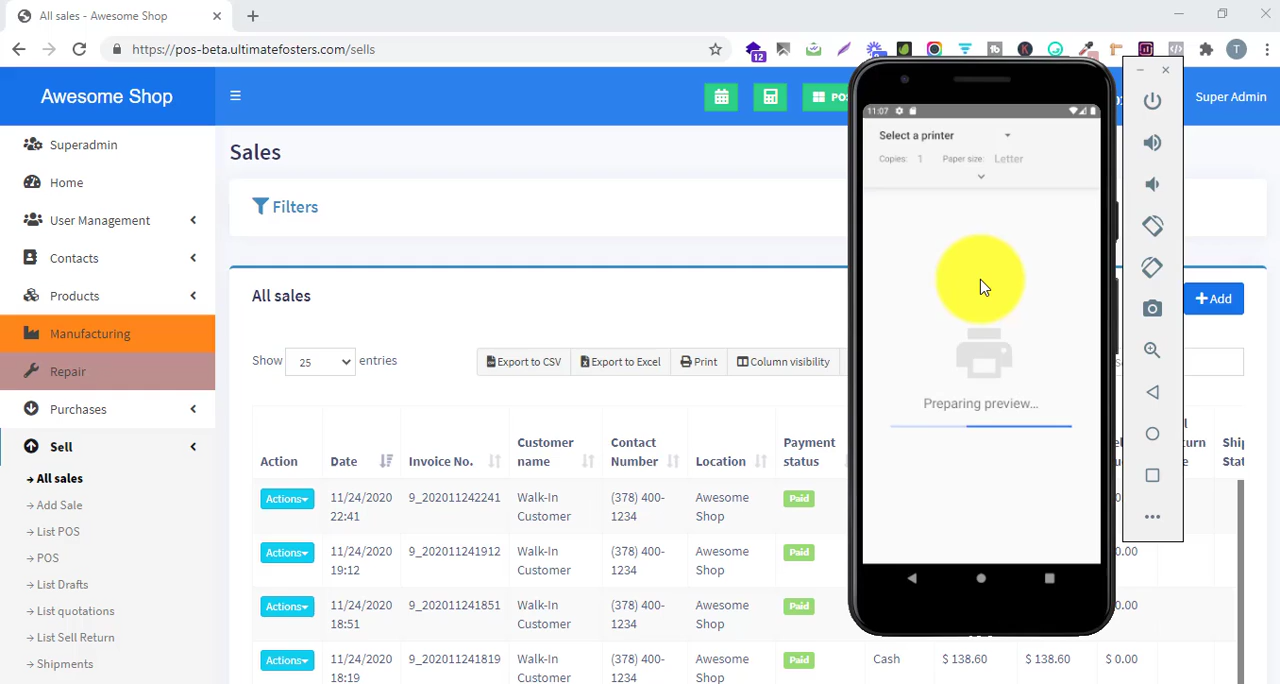 All sales - Awesome Shop
https://pos-beta.ultimatefosters.com/sells
12
T
Awesome Shop
POS
Super Admin
Superadmin
Home
User Management
Contacts
Products
Manufacturing
Repair
Purchases
Sell
All sales
Add Sale
List POS
POS
List Drafts
List quotations
List Sell Return
Shipments
Sales
Filters
All sales
Add
Show 25 entries
Export to CSV
Export to Excel
Print
Column visibility
Action
Date
Invoice No.
Customer name
Contact Number
Location
Payment status
Actions
11/24/2020 22:41
9_202011242241
Walk-In Customer
(378) 400-1234
Awesome Shop
Paid
Actions
11/24/2020 19:12
9_202011241912
Walk-In Customer
(378) 400-1234
Awesome Shop
Paid
0.00
Actions
11/24/2020 18:51
9_202011241851
Walk-In Customer
(378) 400-1234
Awesome Shop
Paid
0.00
Actions
11/24/2020 18:19
9_202011241819
Walk-In Customer
(378) 400-1234
Awesome Shop
Paid
Cash
$ 138.60
$ 138.60
$ 0.00
11:07
Select a printer
Copies: 1 Paper size: Letter
Preparing preview...